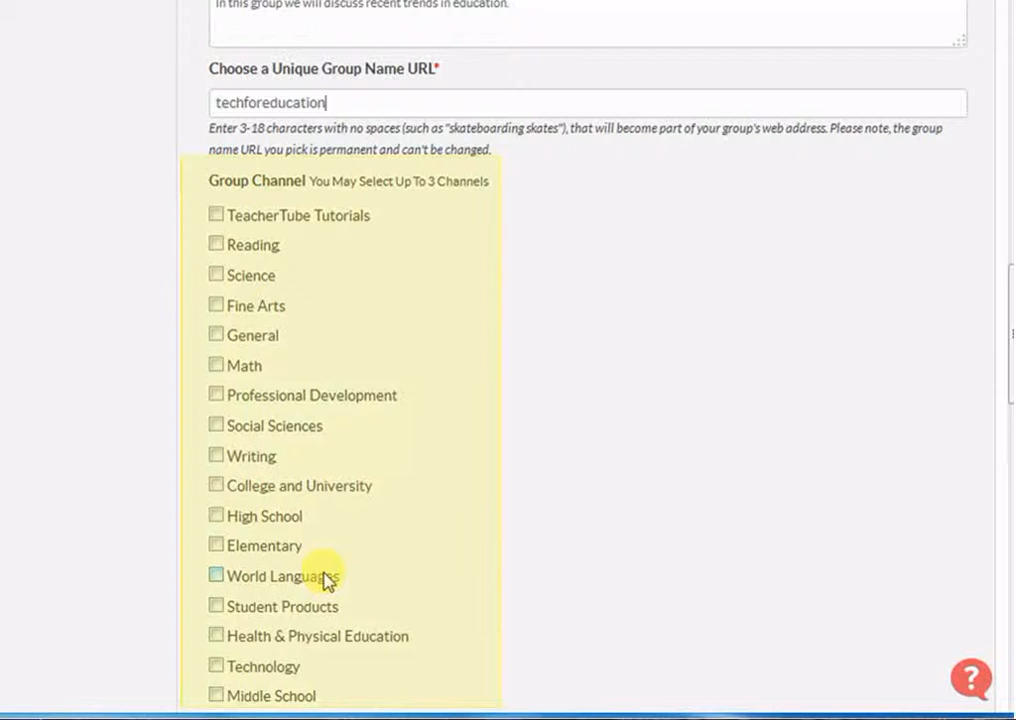 In this group we will discuss recent trends in education.
Choose a Unique Group Name URL*
techforeducation
Enter 3-18 characters with no spaces (such as "skateboarding skates"), that will become part of your group's web address. Please note, the group
name URL you pick is permanent and can't be changed.
Group Channel You May Select Up To 3 Channels
TeacherTube Tutorials
Reading
Science
Fine Arts
General
Math
Professional Development
Social Sciences
Writing
College and University
High School
Elementary
World Languages
Student Products
Health & Physical Education
Technology
Middle School
?